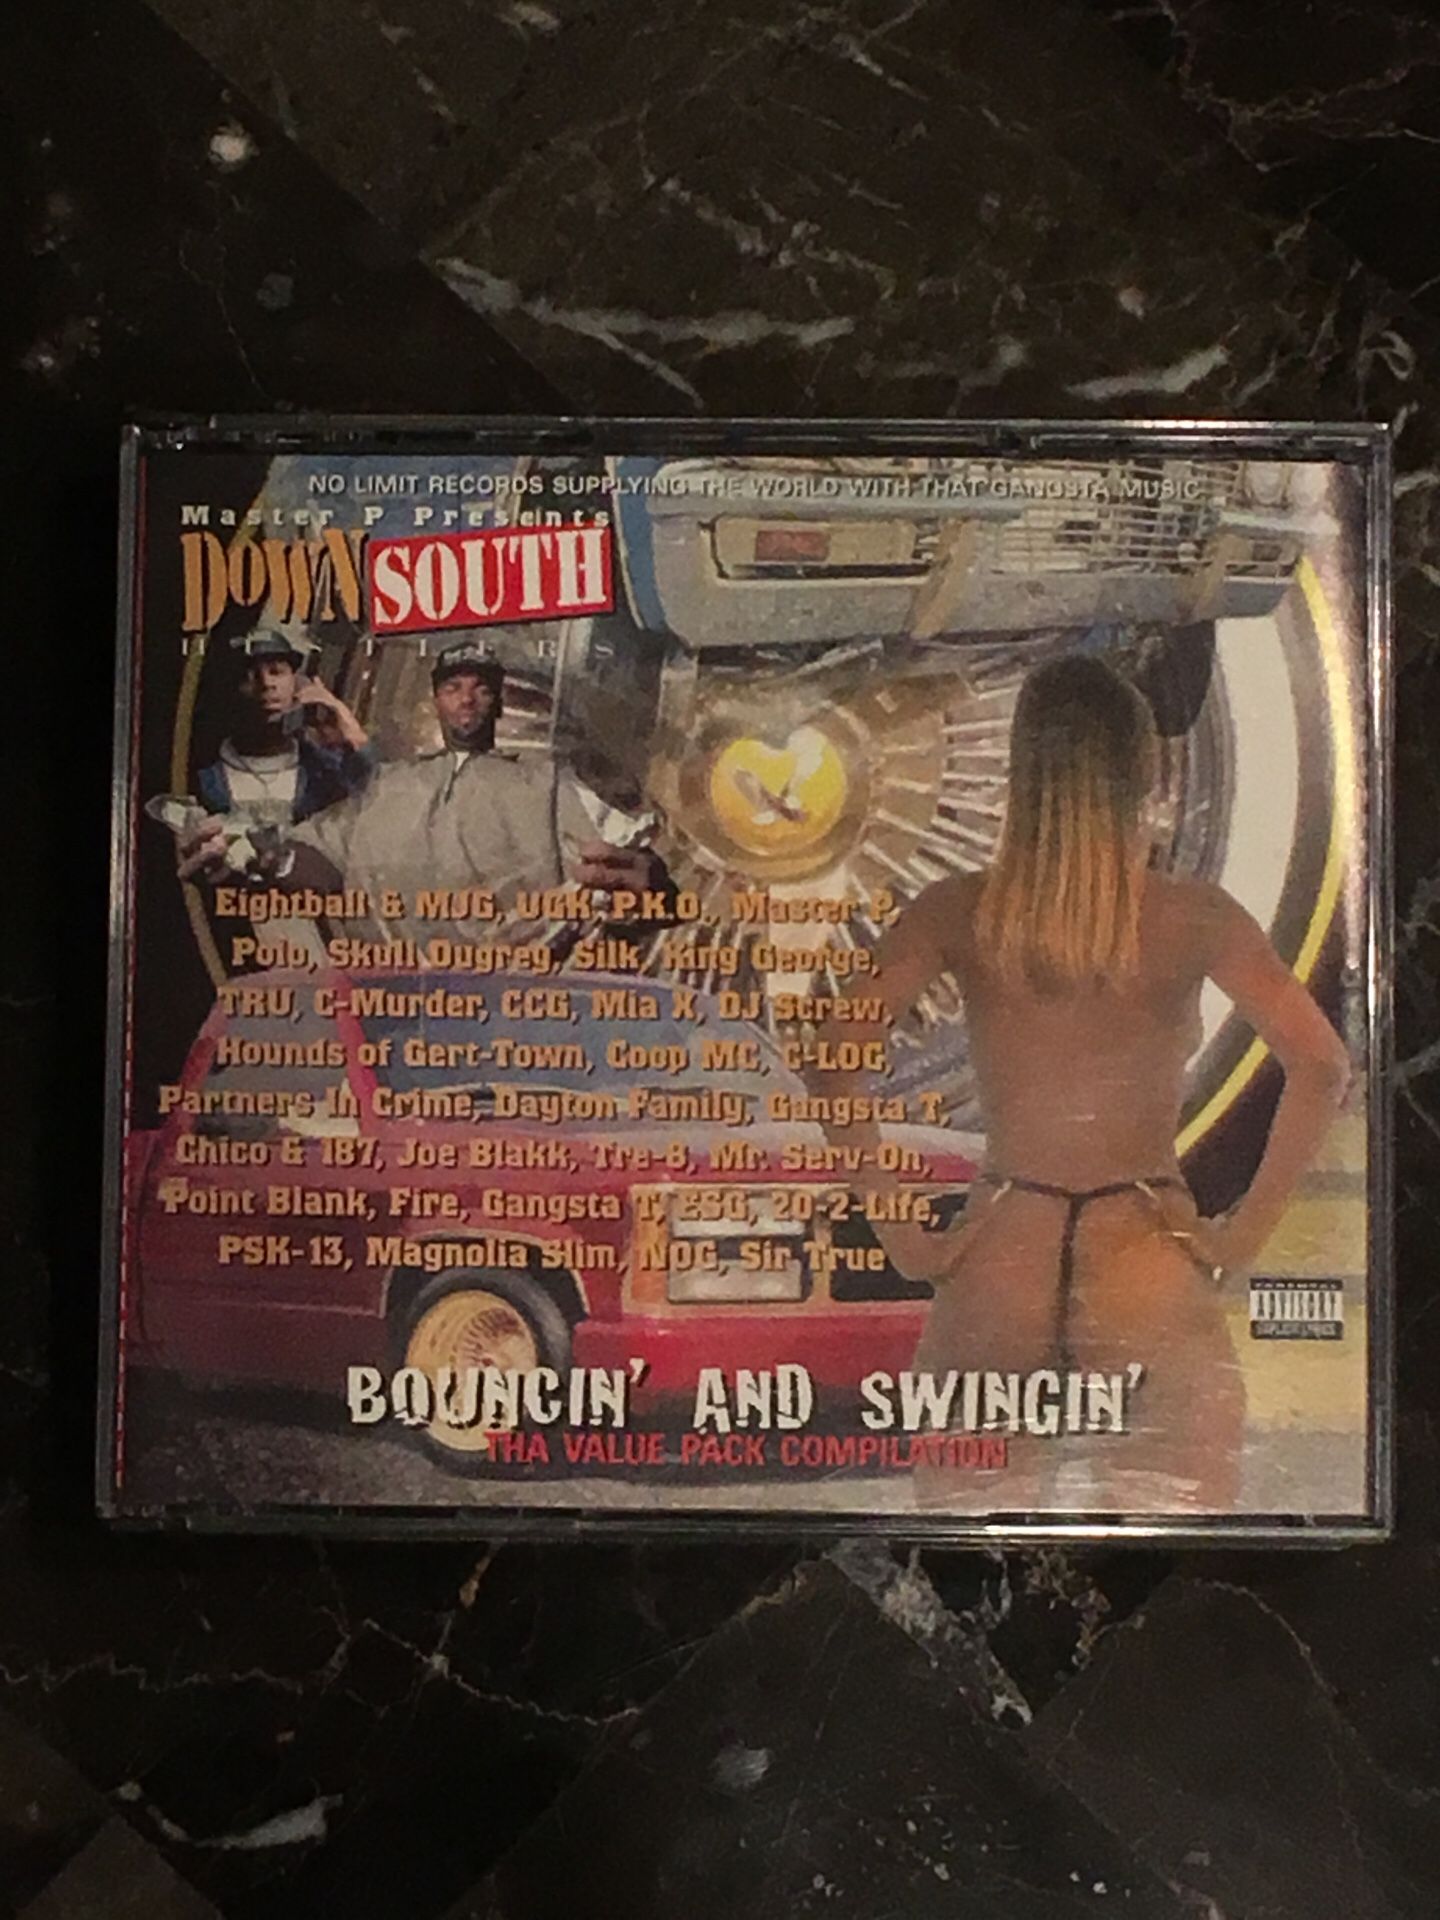 NO LIMIT RECORDS SUPPLYING THE WORLD WITH THAT GANGSTA MUSIC
Master P Presents
DOWN SOUTH
HUSTLERS
Eightball & MJG, UGK, P.K.O., Master P,
Polo, Skull Dugreg, Silk, King George,
TRU, C-Murder, CCG, Mia X, DJ Screw,
Hounds of Gert-Town, Coop MC, C-LOC,
Partners In Crime, Dayton Family, Gangsta T,
Chico & 187, Joe Blakk, Tre-8, Mr. Serv-On,
Point Blank, Fire, Gangsta T, ESG, 20-2-Life,
PSK-13, Magnolia Slim, NOG, Sir True
PARENTAL
ADVISORY
EXPLICIT LYRICS
BOUNCIN' AND SWINGIN'
THA VALUE PACK COMPILATION